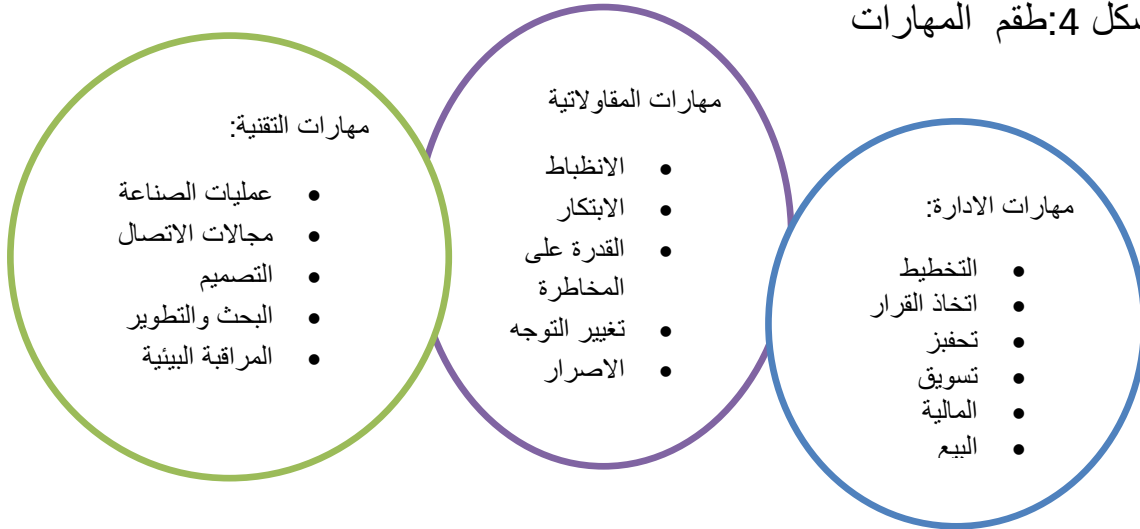 شكل 4:طقم المهارات
مهارات الادارة:
• التخطيط
• اتخاذ القرار
• تحفبز
• تسويق
• المالية
• البيع
مهارات المقاولاتية
• الانظباط
• الابتكار
• القدرة على
المخاطرة
• تغيير التوجه
• الاصرار
مهارات التقنية:
• عمليات الصناعة
• مجالات الاتصال
• التصميم
• البحث والتطوير
• المراقبة البيئية